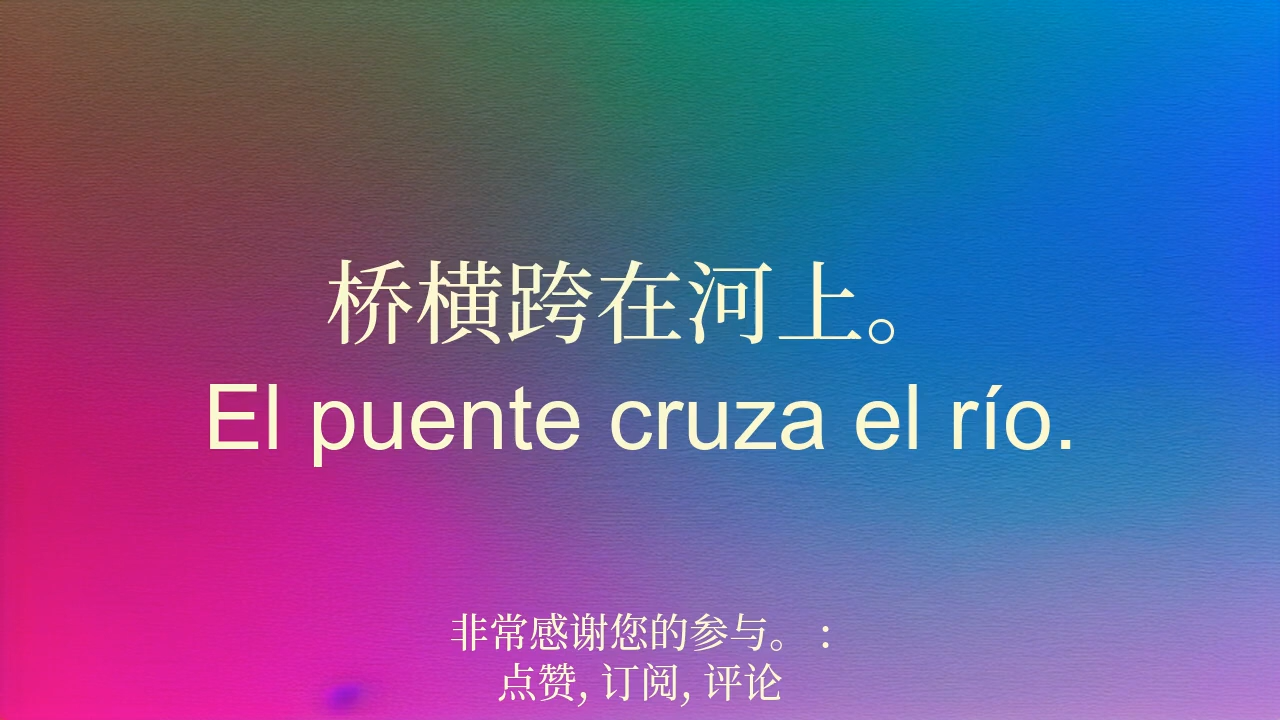 桥横跨在河上。
El puente cruza el río.
非常感谢您的参与。 :
点赞, 订阅, 评论